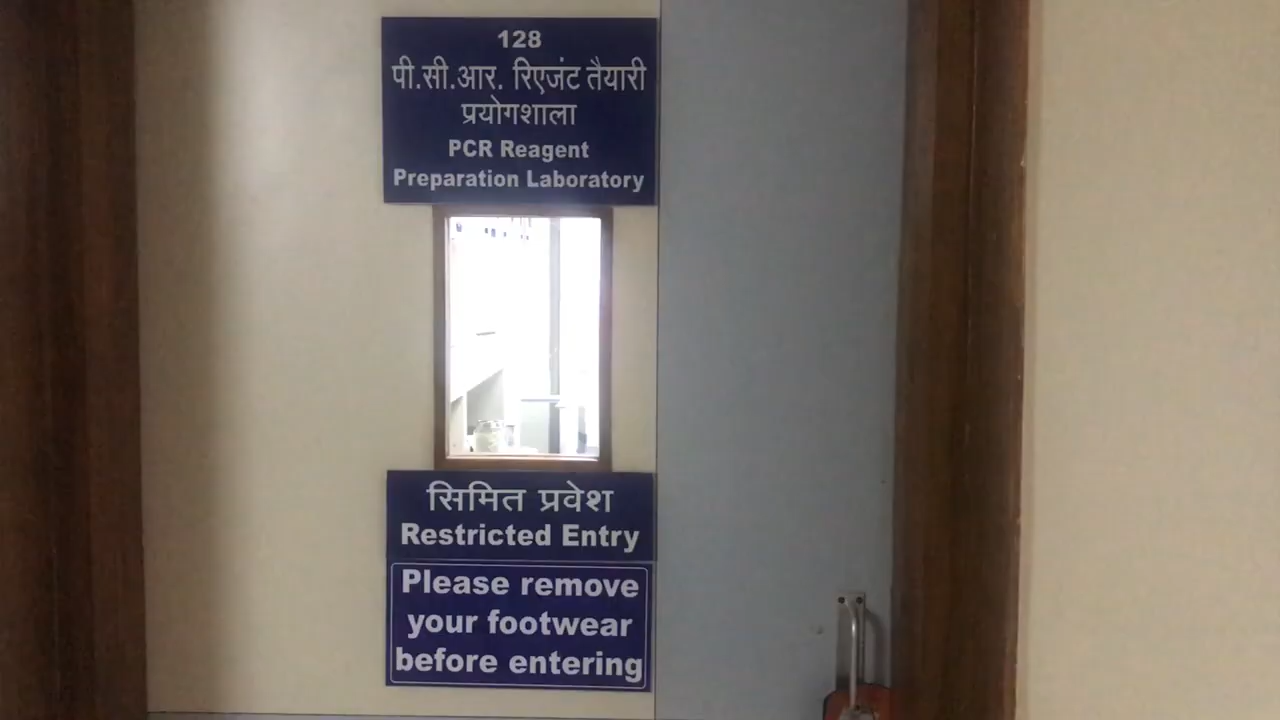 128
पी.सी.आर. रिएजंट तैयारी
प्रयोगशाला
PCR Reagent
Preparation Laboratory
सिमित प्रवेश
Restricted Entry
Please remove
your footwear
before entering